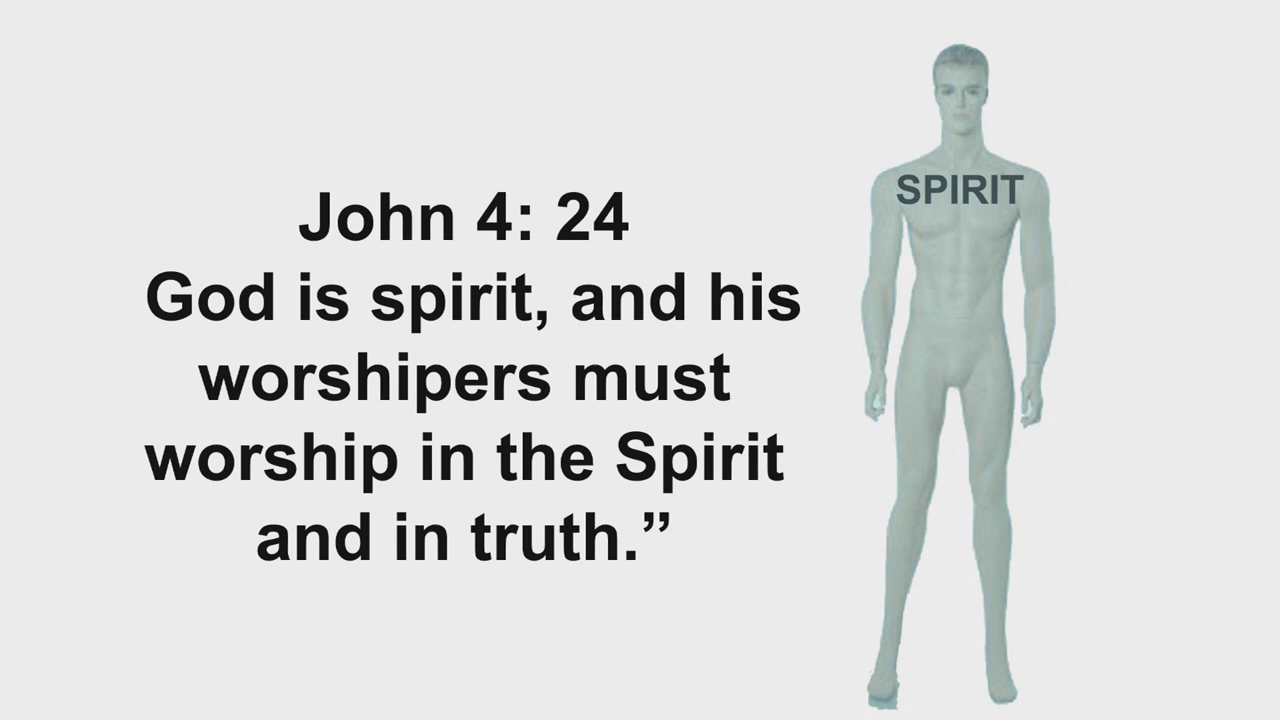 John 4: 24
God is spirit, and his
worshipers must
worship in the Spirit
and in truth.”
SPIRIT